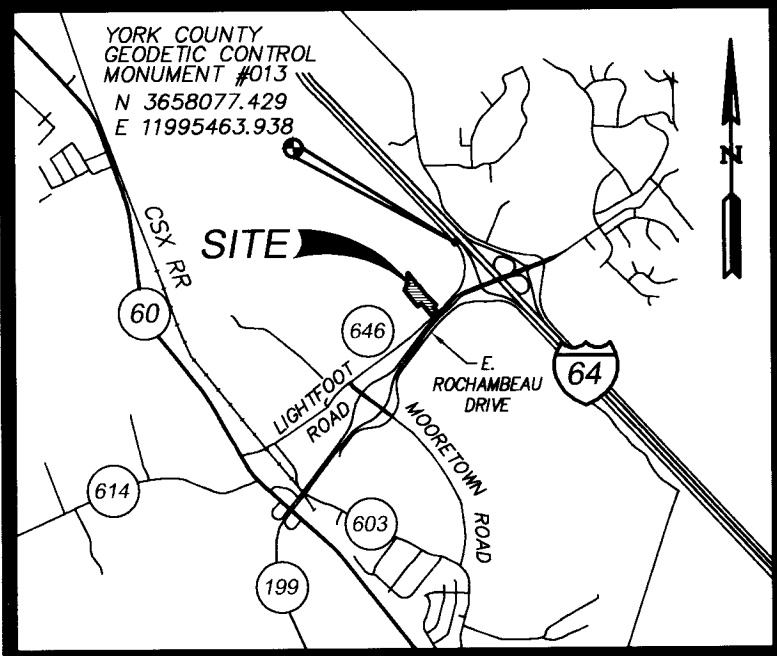 YORK COUNTY
GEODETIC CONTROL
MONUMENT #013
N 3658077.429
E 11995463.938
N
CSX RR
SITE
60
646
E.
ROCHAMBEAU
DRIVE
64
LIGHTFOOT
ROAD
MOORETOWN
ROAD
614
603
199